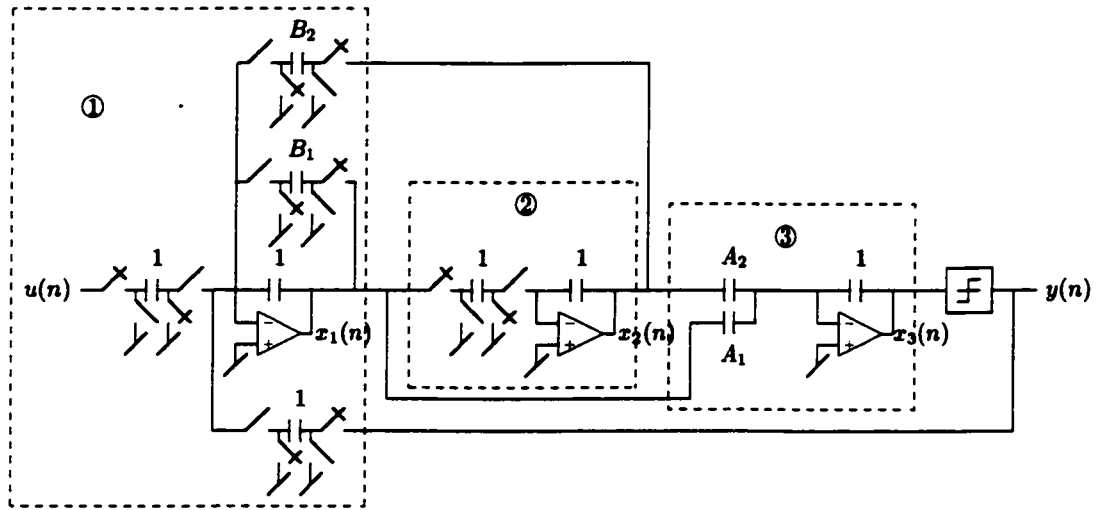 B₂
①
B₁
②
③
1
1
1
1
A₂
1
u(n)
y(n)
−
+
x₁(n)
−
+
x₂(n)
A₁
−
+
x₃(n)
1